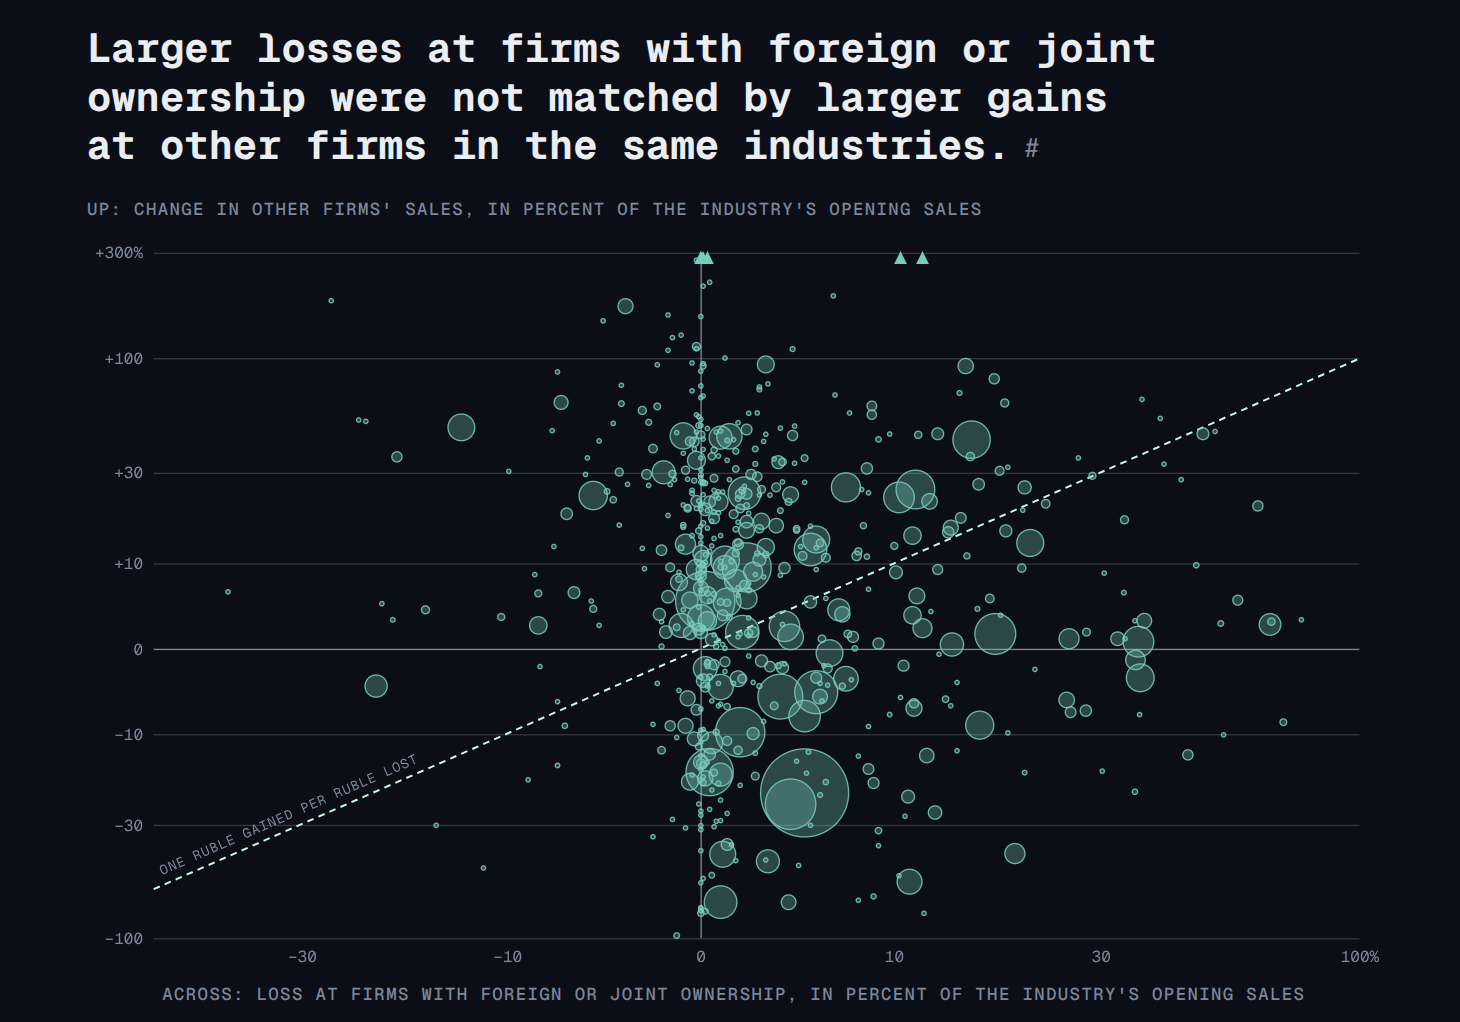 Larger losses at firms with foreign or joint
ownership were not matched by larger gains
at other firms in the same industries. #
UP: CHANGE IN OTHER FIRMS' SALES, IN PERCENT OF THE INDUSTRY'S OPENING SALES
+300%
+100
+30
+10
0
−10
−30
−100
ONE RUBLE GAINED PER RUBLE LOST
−30 −10 0 10 30 100%
ACROSS: LOSS AT FIRMS WITH FOREIGN OR JOINT OWNERSHIP, IN PERCENT OF THE INDUSTRY'S OPENING SALES